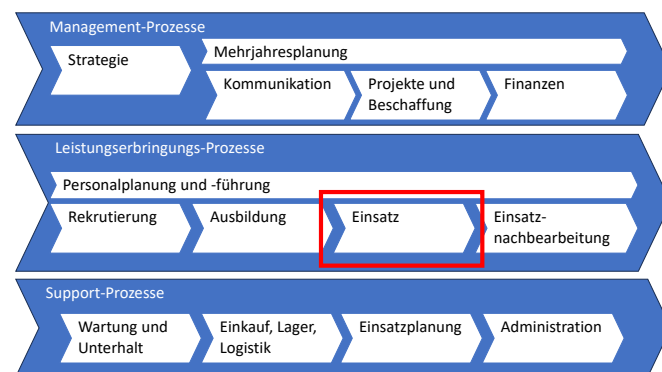 Management-Prozesse
Strategie
Mehrjahresplanung
Kommunikation
Projekte und
Beschaffung
Finanzen
Leistungserbringungs-Prozesse
Personalplanung und -führung
Rekrutierung
Ausbildung
Einsatz
Einsatz-
nachbearbeitung
Support-Prozesse
Wartung und
Unterhalt
Einkauf, Lager,
Logistik
Einsatzplanung
Administration